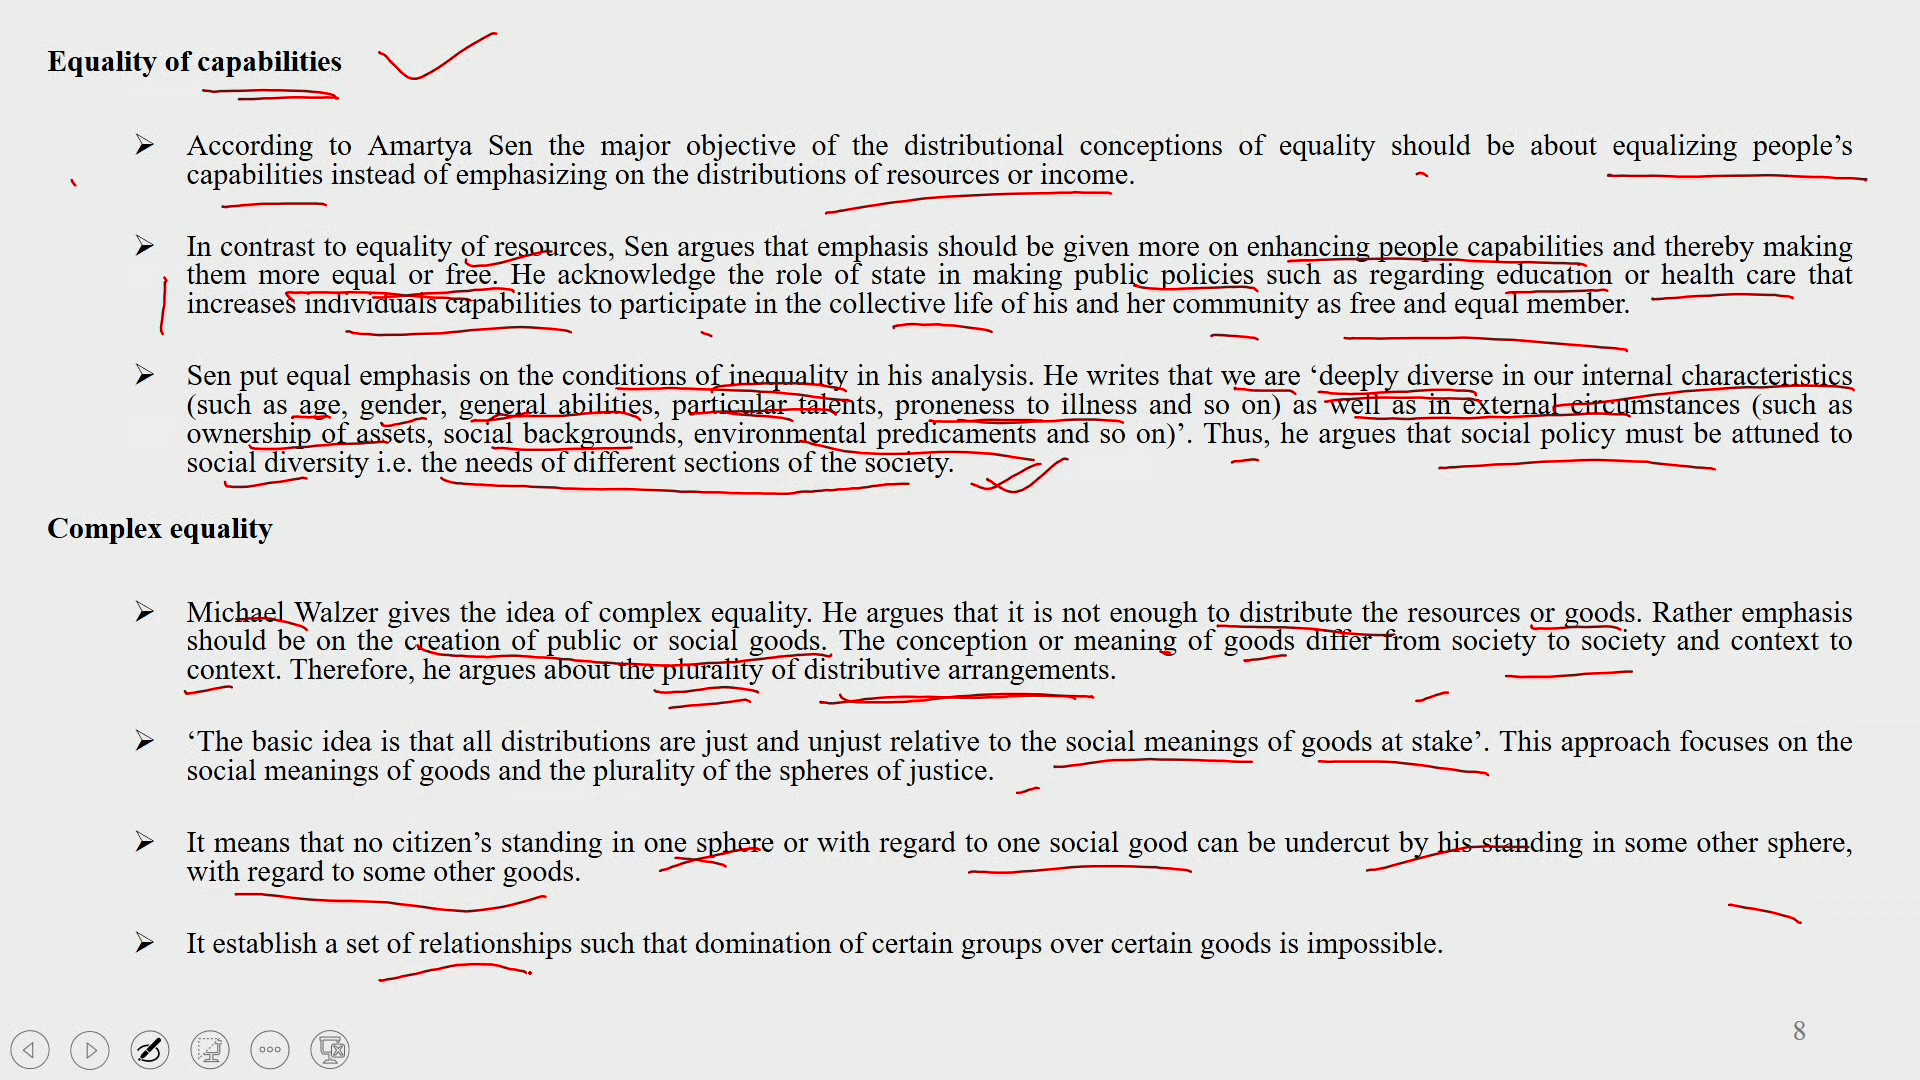 Equality of capabilities
➢ According to Amartya Sen the major objective of the distributional conceptions of equality should be about equalizing people’s
capabilities instead of emphasizing on the distributions of resources or income.
➢ In contrast to equality of resources, Sen argues that emphasis should be given more on enhancing people capabilities and thereby making
them more equal or free. He acknowledge the role of state in making public policies such as regarding education or health care that
increases individuals capabilities to participate in the collective life of his and her community as free and equal member.
➢ Sen put equal emphasis on the conditions of inequality in his analysis. He writes that we are ‘deeply diverse in our internal characteristics
(such as age, gender, general abilities, particular talents, proneness to illness and so on) as well as in external circumstances (such as
ownership of assets, social backgrounds, environmental predicaments and so on)’. Thus, he argues that social policy must be attuned to
social diversity i.e. the needs of different sections of the society.
Complex equality
➢ Michael Walzer gives the idea of complex equality. He argues that it is not enough to distribute the resources or goods. Rather emphasis
should be on the creation of public or social goods. The conception or meaning of goods differ from society to society and context to
context. Therefore, he argues about the plurality of distributive arrangements.
➢ ‘The basic idea is that all distributions are just and unjust relative to the social meanings of goods at stake’. This approach focuses on the
social meanings of goods and the plurality of the spheres of justice.
➢ It means that no citizen’s standing in one sphere or with regard to one social good can be undercut by his standing in some other sphere,
with regard to some other goods.
➢ It establish a set of relationships such that domination of certain groups over certain goods is impossible.
8